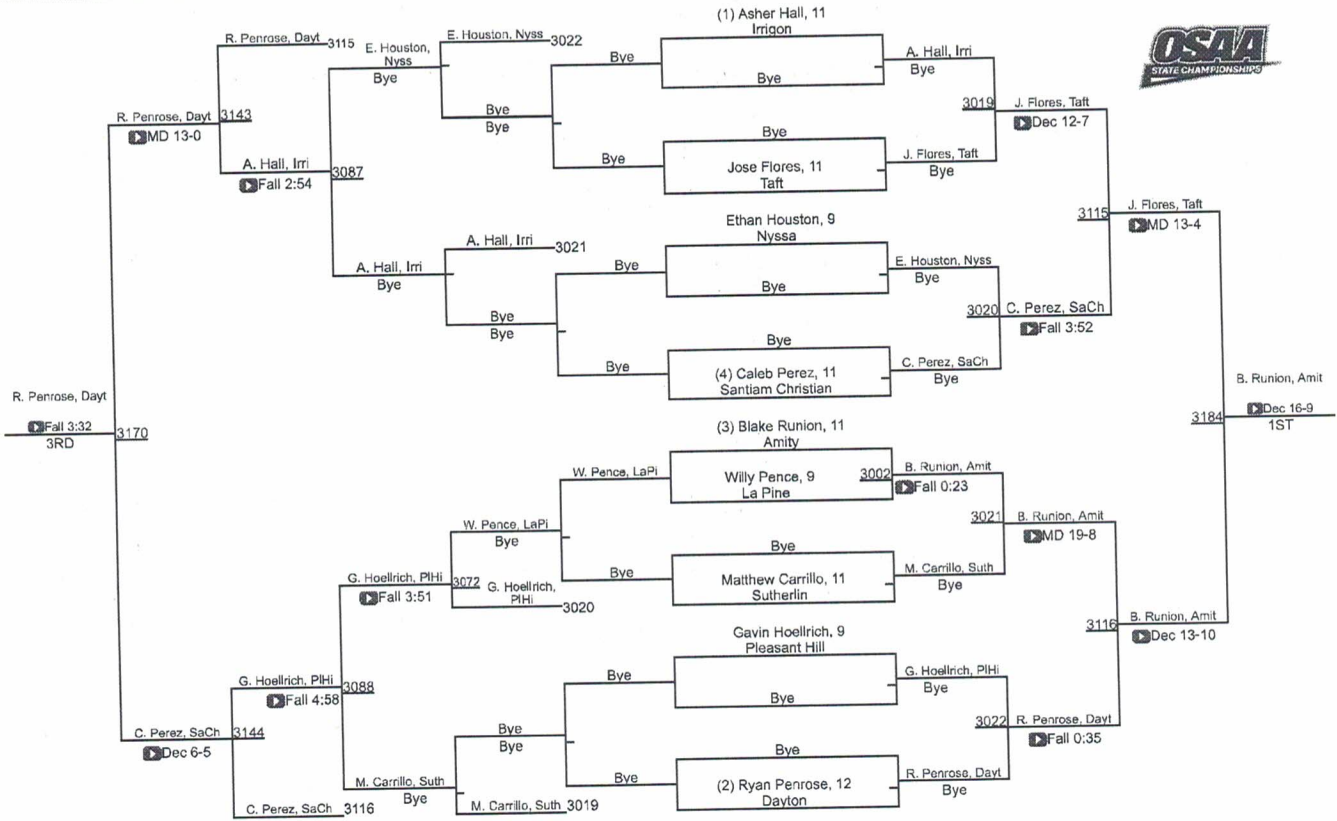 (1) Asher Hall, 11
Irrigon
Bye
Bye
Jose Flores, 11
Taft
Ethan Houston, 9
Nyssa
Bye
Bye
(4) Caleb Perez, 11
Santiam Christian
(3) Blake Runion, 11
Amity
Willy Pence, 9
La Pine
3002
Bye
Matthew Carrillo, 11
Sutherlin
Gavin Hoellrich, 9
Pleasant Hill
Bye
Bye
(2) Ryan Penrose, 12
Dayton
A. Hall, Irri
Bye
3019
J. Flores, Taft
Bye
E. Houston, Nyss
Bye
3020
C. Perez, SaCh
Bye
B. Runion, Amit
Fall 0:23
3021
M. Carrillo, Suth
Bye
G. Hoellrich, PlHi
Bye
3022
R. Penrose, Dayt
Bye
J. Flores, Taft
Dec 12-7
3115
C. Perez, SaCh
Fall 3:52
B. Runion, Amit
MD 19-8
3116
R. Penrose, Dayt
Fall 0:35
J. Flores, Taft
MD 13-4
3184
B. Runion, Amit
Dec 13-10
B. Runion, Amit
Dec 16-9
1ST
OSAA
STATE CHAMPIONSHIPS
Bye
Bye
Bye
Bye
W. Pence, LaPi
Bye
Bye
Bye
E. Houston, Nyss
3022
Bye
Bye
A. Hall, Irri
3021
Bye
Bye
W. Pence, LaPi
Bye
3072
G. Hoellrich,
PlHi
3020
Bye
Bye
M. Carrillo, Suth
3019
E. Houston,
Nyss
Bye
3087
A. Hall, Irri
Bye
G. Hoellrich, PlHi
Fall 3:51
3088
M. Carrillo, Suth
Bye
R. Penrose, Dayt
3115
3143
A. Hall, Irri
Fall 2:54
G. Hoellrich, PlHi
Fall 4:58
3144
C. Perez, SaCh
3116
R. Penrose, Dayt
MD 13-0
3170
C. Perez, SaCh
Dec 6-5
R. Penrose, Dayt
Fall 3:32
3RD